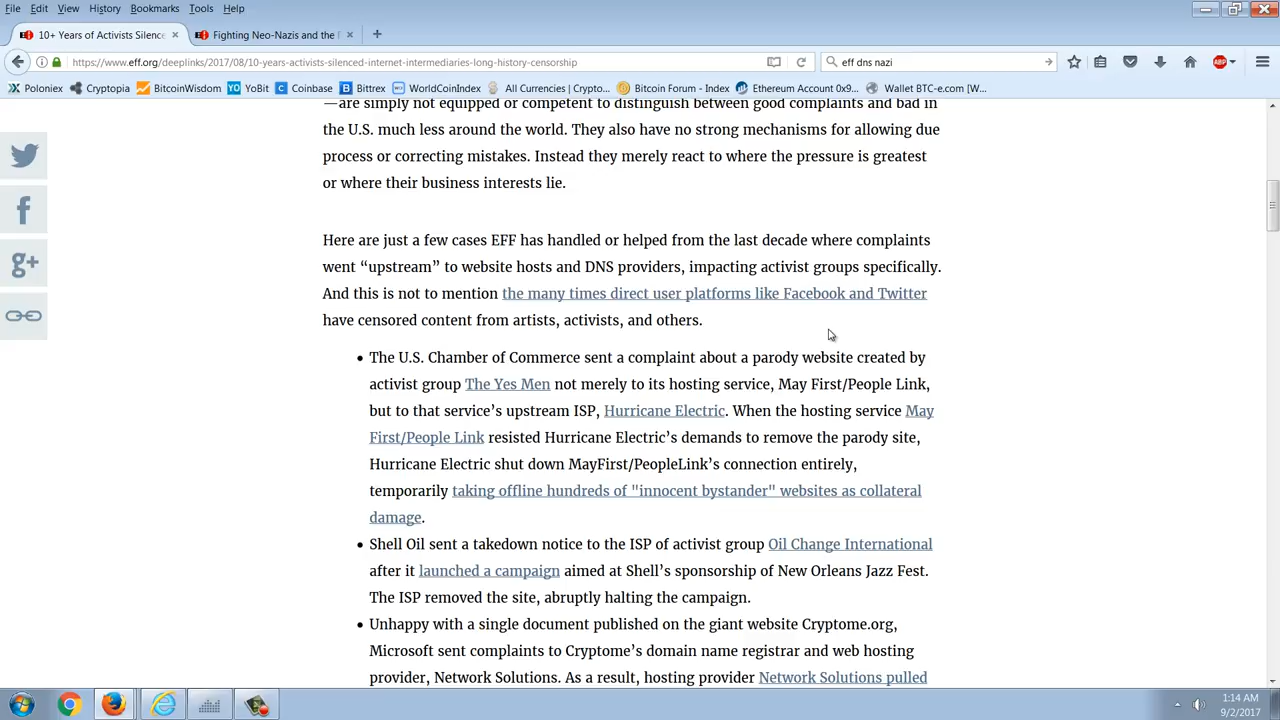 File Edit View History Bookmarks Tools Help
10+ Years of Activists Silence × Fighting Neo-Nazis and the F × +
https://www.eff.org/deeplinks/2017/08/10-years-activists-silenced-internet-intermediaries-long-history-censorship
eff dns nazi
ABP
Poloniex Cryptopia BitcoinWisdom YO YoBit C Coinbase B Bittrex WorldCoinIndex All Currencies | Crypto... Bitcoin Forum - Index Ethereum Account 0x9... Wallet BTC-e.com [W...
—are simply not equipped or competent to distinguish between good complaints and bad in
the U.S. much less around the world. They also have no strong mechanisms for allowing due
process or correcting mistakes. Instead they merely react to where the pressure is greatest
or where their business interests lie.
Here are just a few cases EFF has handled or helped from the last decade where complaints
went “upstream” to website hosts and DNS providers, impacting activist groups specifically.
And this is not to mention the many times direct user platforms like Facebook and Twitter
have censored content from artists, activists, and others.
• The U.S. Chamber of Commerce sent a complaint about a parody website created by
activist group The Yes Men not merely to its hosting service, May First/People Link,
but to that service’s upstream ISP, Hurricane Electric. When the hosting service May
First/People Link resisted Hurricane Electric’s demands to remove the parody site,
Hurricane Electric shut down MayFirst/PeopleLink’s connection entirely,
temporarily taking offline hundreds of "innocent bystander" websites as collateral
damage.
• Shell Oil sent a takedown notice to the ISP of activist group Oil Change International
after it launched a campaign aimed at Shell’s sponsorship of New Orleans Jazz Fest.
The ISP removed the site, abruptly halting the campaign.
• Unhappy with a single document published on the giant website Cryptome.org,
Microsoft sent complaints to Cryptome’s domain name registrar and web hosting
provider, Network Solutions. As a result, hosting provider Network Solutions pulled
1:14 AM
9/2/2017